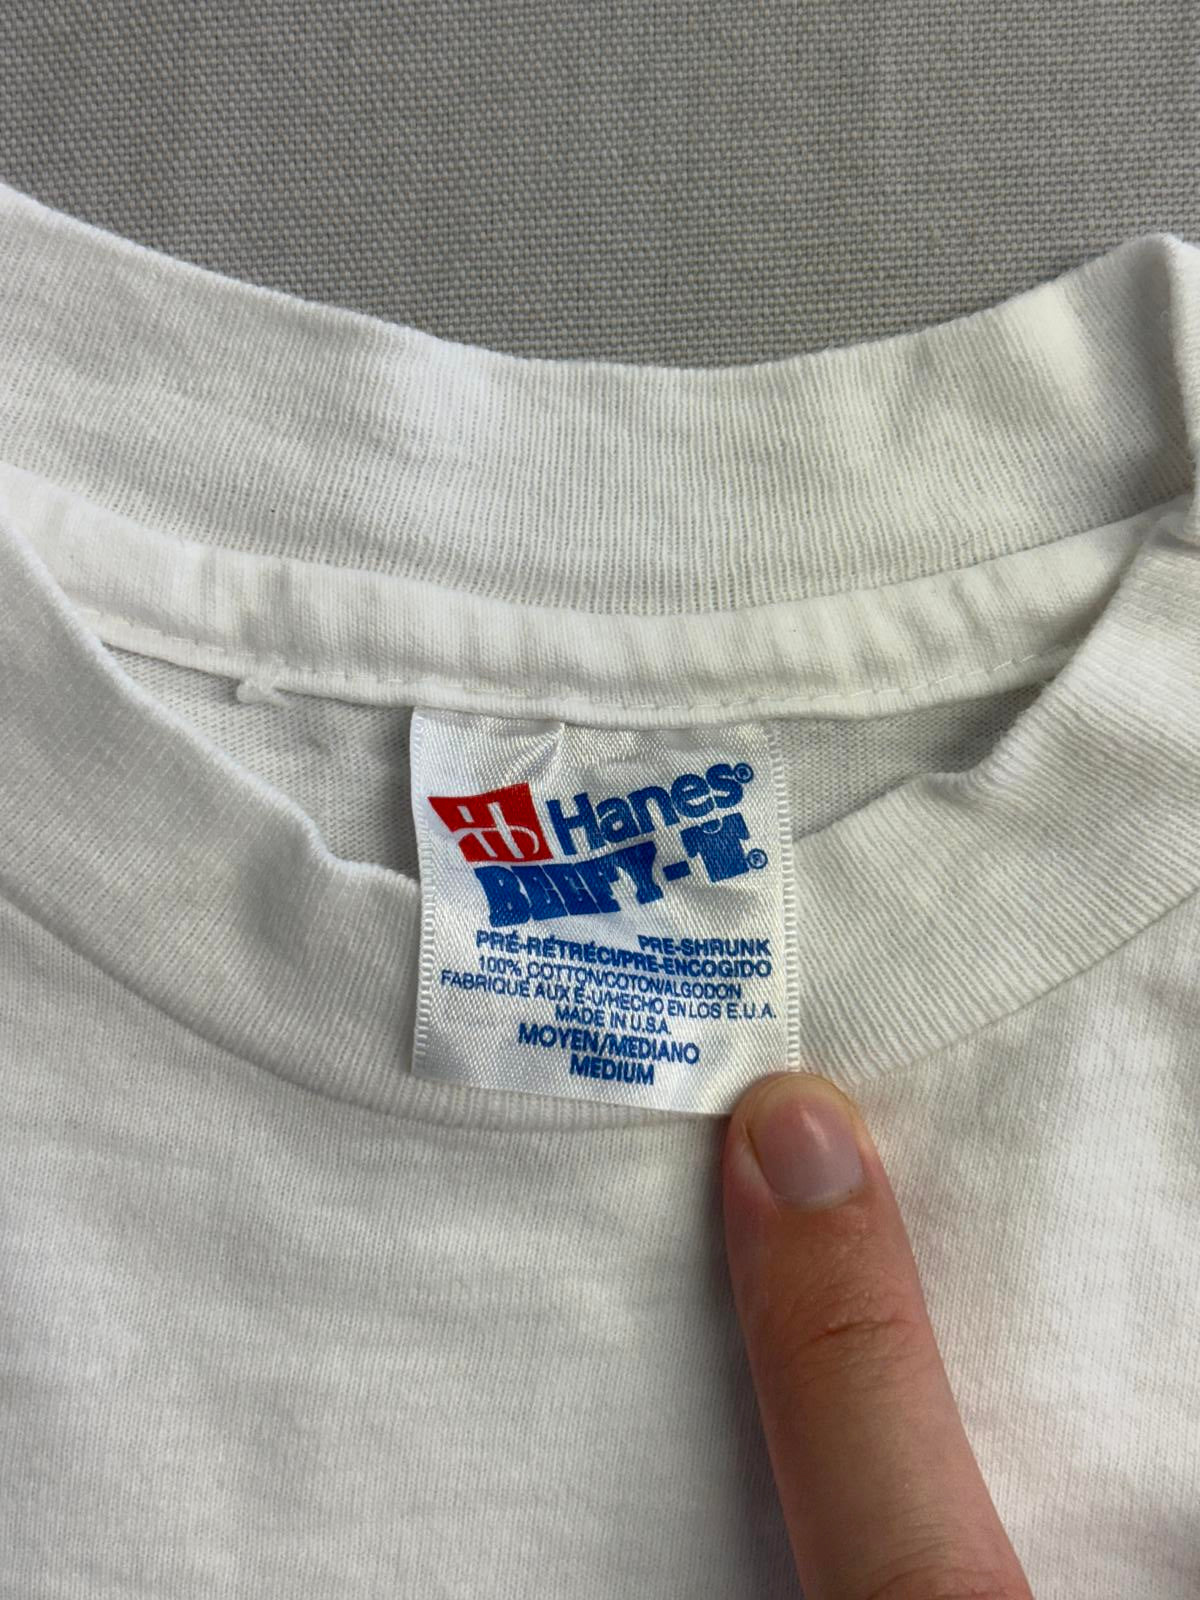 Hanes®
BEEFY-T®
PRE-SHRUNK
PRÉ-RÉTRÉCI/PRE-ENCOGIDO
100% COTTON/COTON/ALGODON
FABRIQUÉ AUX É-U/HECHO EN LOS E.U.A.
MADE IN U.S.A.
MOYEN/MEDIANO
MEDIUM